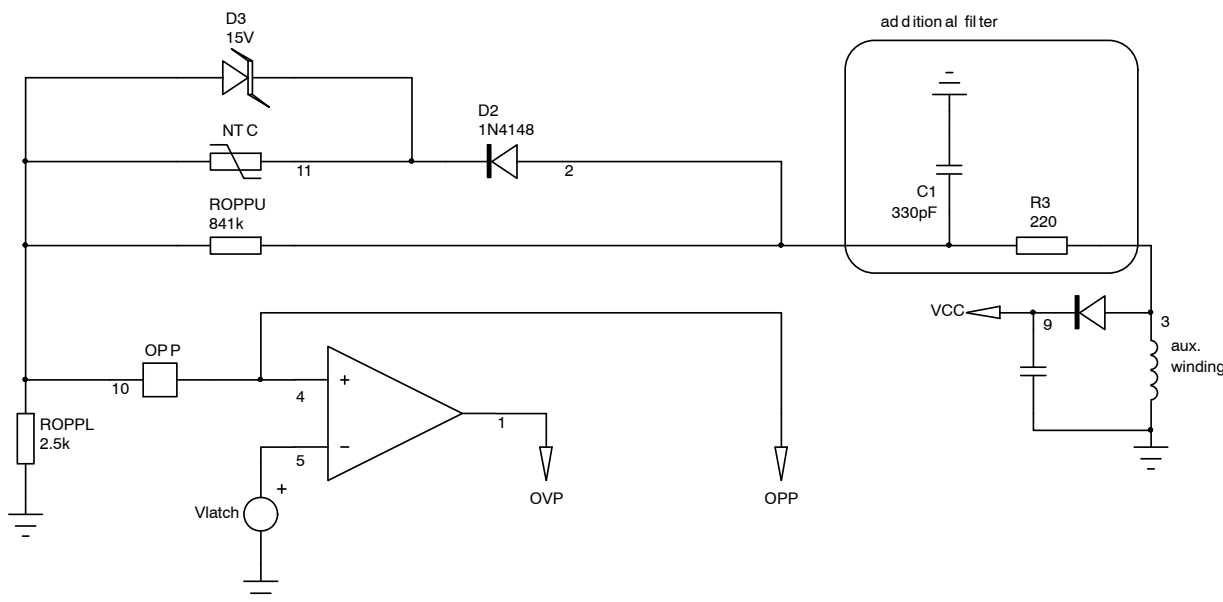 additional filter
D3
15V
D2
1N4148
NTC
11
2
C1
330pF
R3
220
ROPPU
841k
VCC
9
3
aux.
winding
OPP
10
+
4
1
ROPPL
2.5k
−
5
+
Vlatch
OVP
OPP